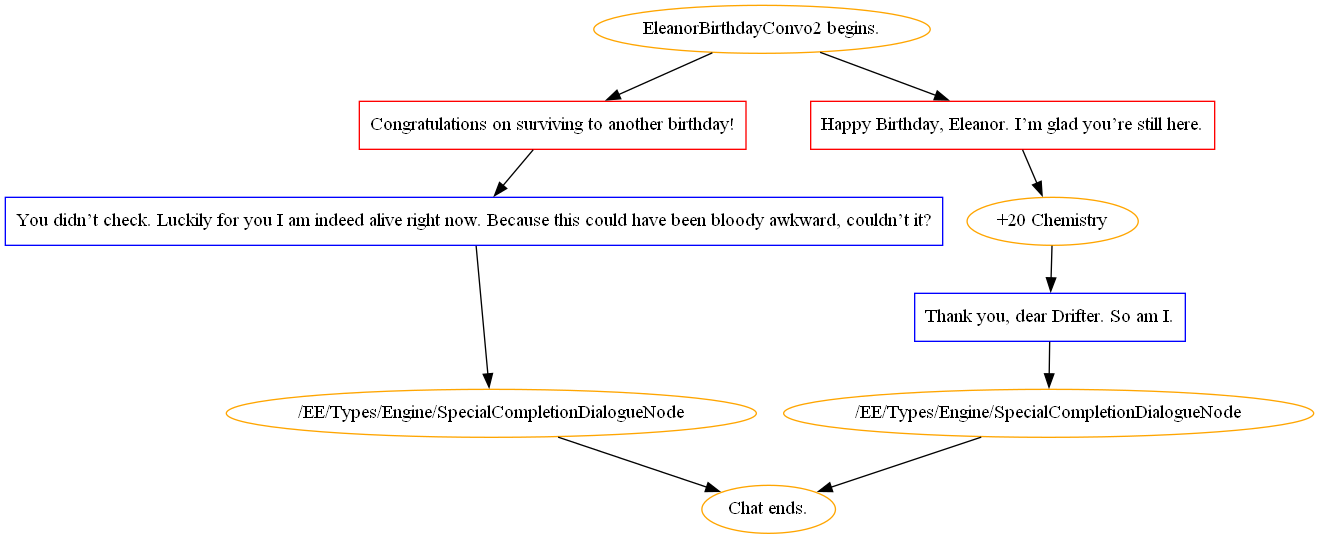 EleanorBirthdayConvo2 begins.
Congratulations on surviving to another birthday!
Happy Birthday, Eleanor. I’m glad you’re still here.
You didn’t check. Luckily for you I am indeed alive right now. Because this could have been bloody awkward, couldn’t it?
+20 Chemistry
Thank you, dear Drifter. So am I.
/EE/Types/Engine/SpecialCompletionDialogueNode
/EE/Types/Engine/SpecialCompletionDialogueNode
Chat ends.